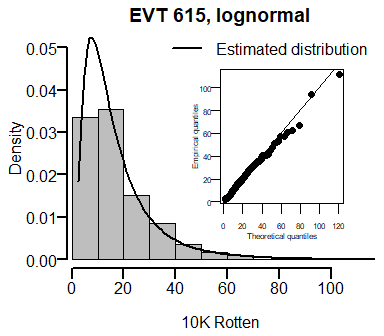 EVT 615, lognormal
Estimated distribution
Density
0.05
0.04
0.03
0.02
0.01
0.00
0 20 40 60 80 100
10K Rotten
Empirical quantiles
100
80
60
40
20
0
0 20 40 60 80 100 120
Theoretical quantiles